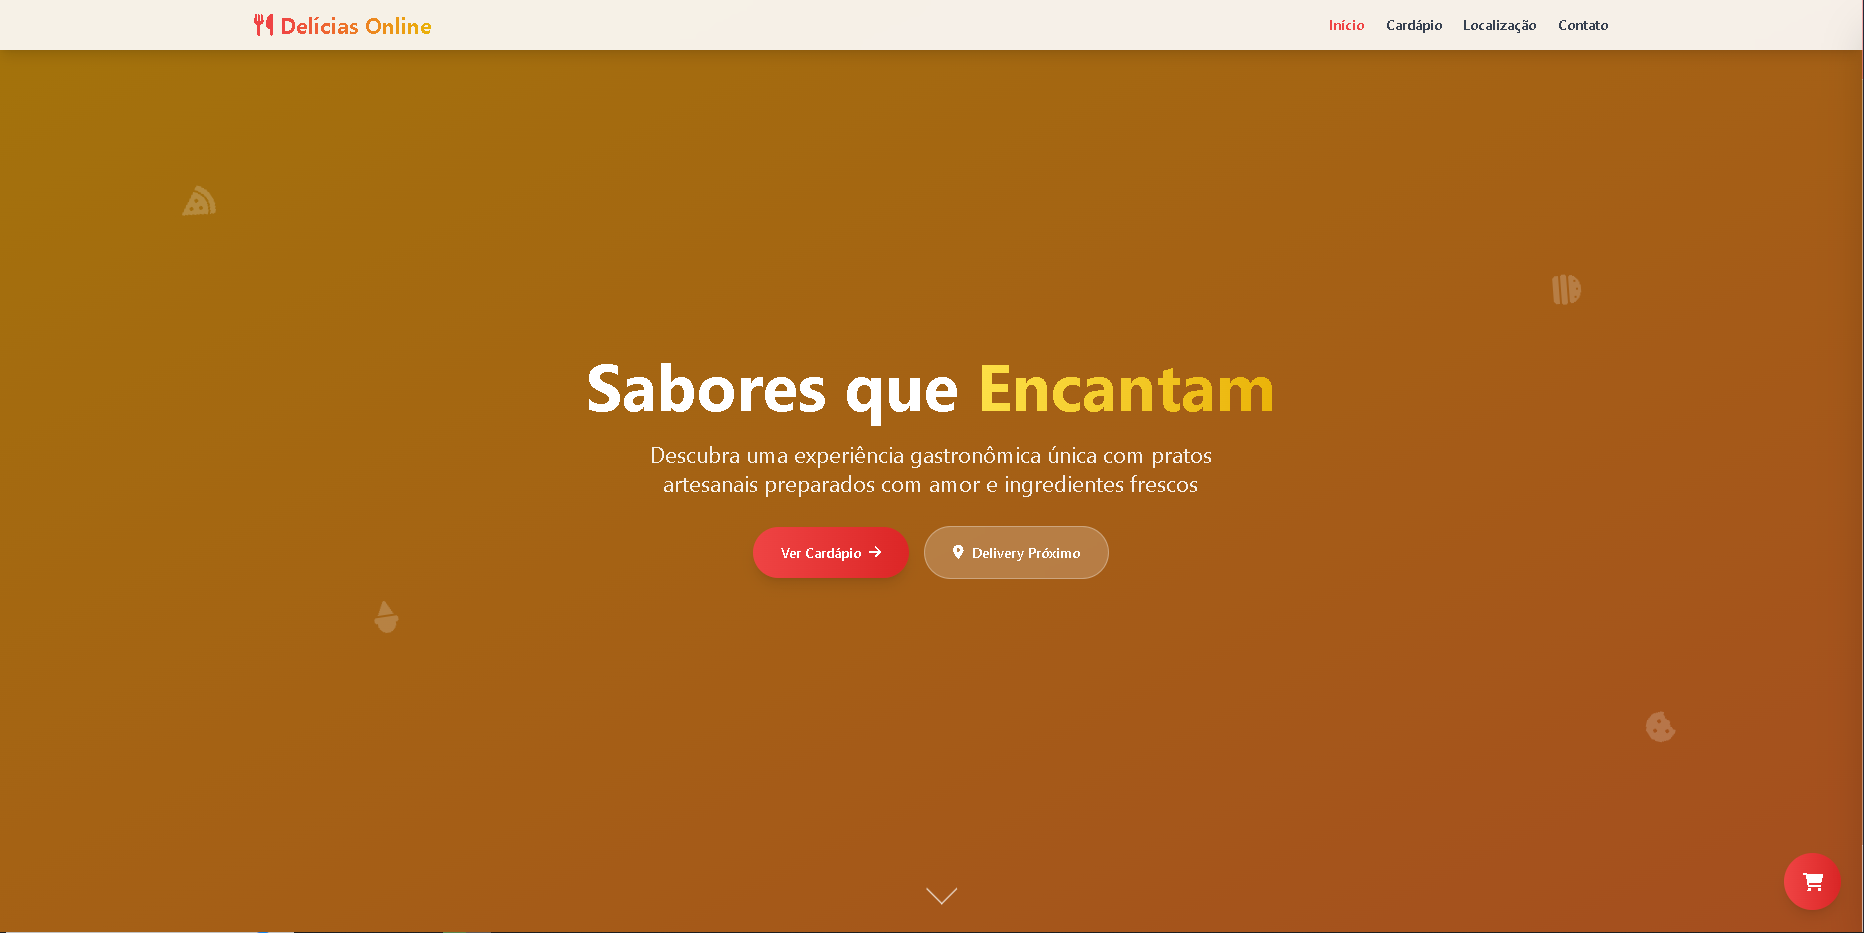 Delícias Online
Início
Cardápio
Localização
Contato
Sabores que Encantam
Descubra uma experiência gastronômica única com pratos
artesanais preparados com amor e ingredientes frescos
Ver Cardápio
Delivery Próximo